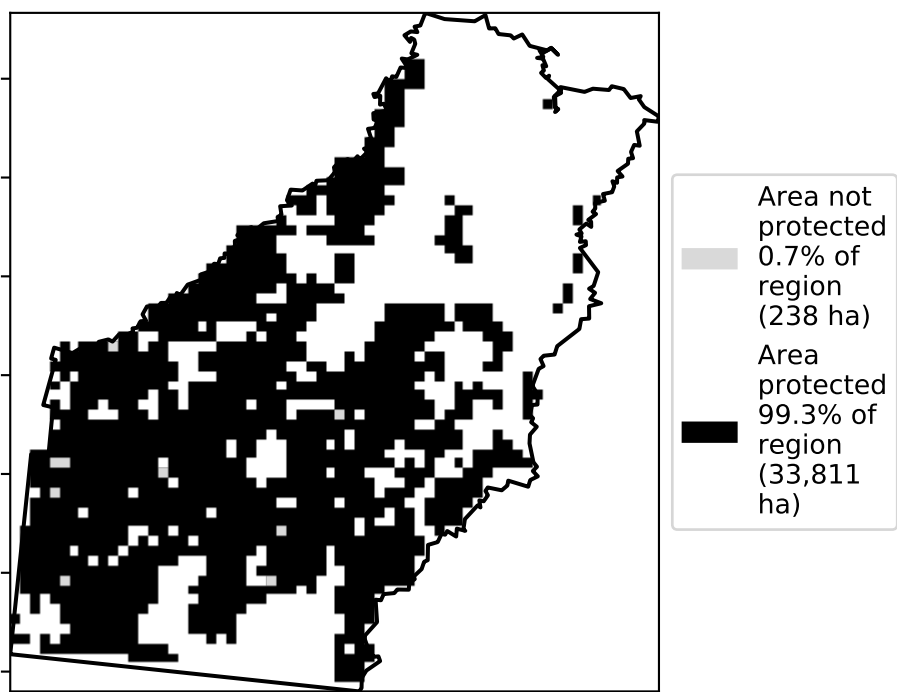 Area not
protected
0.7% of
region
(238 ha)
Area
protected
99.3% of
region
(33,811
ha)